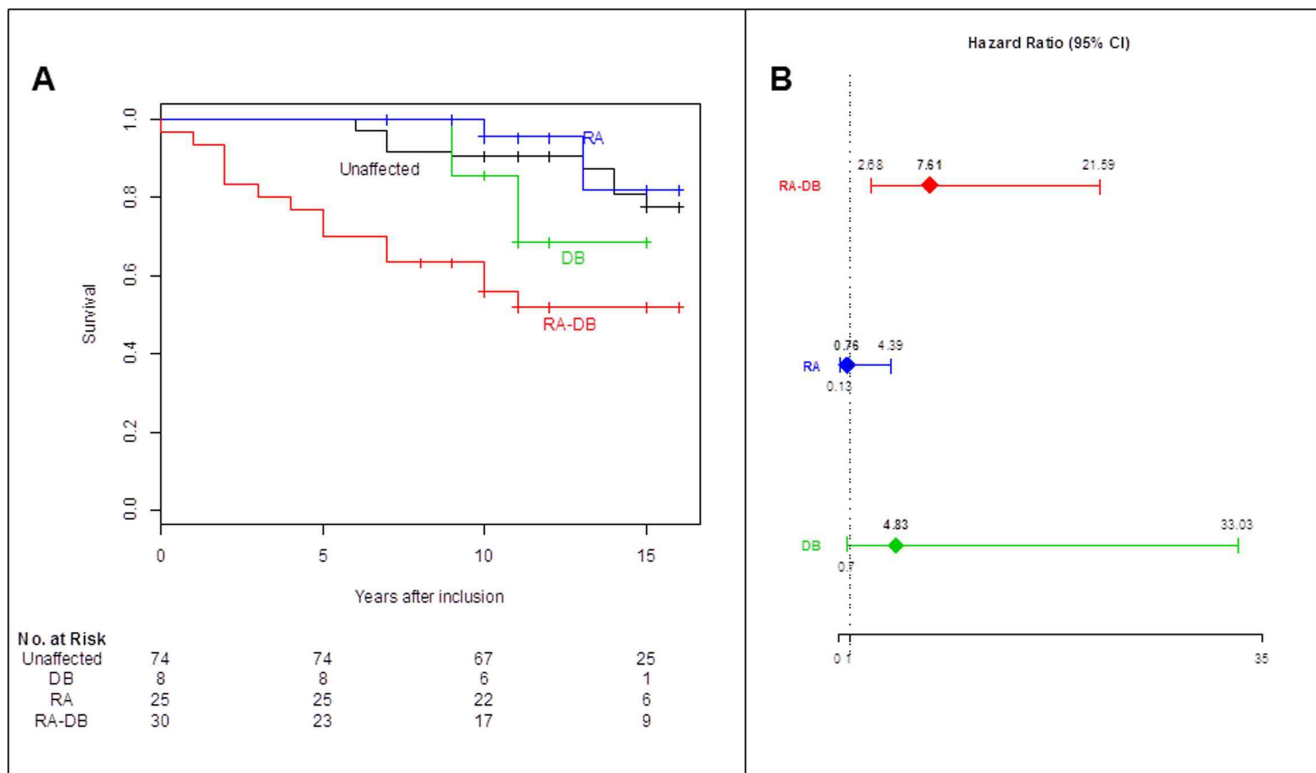 A
1.0
0.8
0.6
0.4
0.2
0.0
Survival
RA
Unaffected
DB
RA-DB
0 5 10 15
Years after inclusion
No. at Risk
Unaffected 74 74 67 25
DB 8 8 6 1
RA 25 25 22 6
RA-DB 30 23 17 9
B
Hazard Ratio (95% CI)
2.68 7.61 21.59
RA-DB
0.76 4.39
RA
0.13
4.83 33.03
DB
0.7
0 1 35